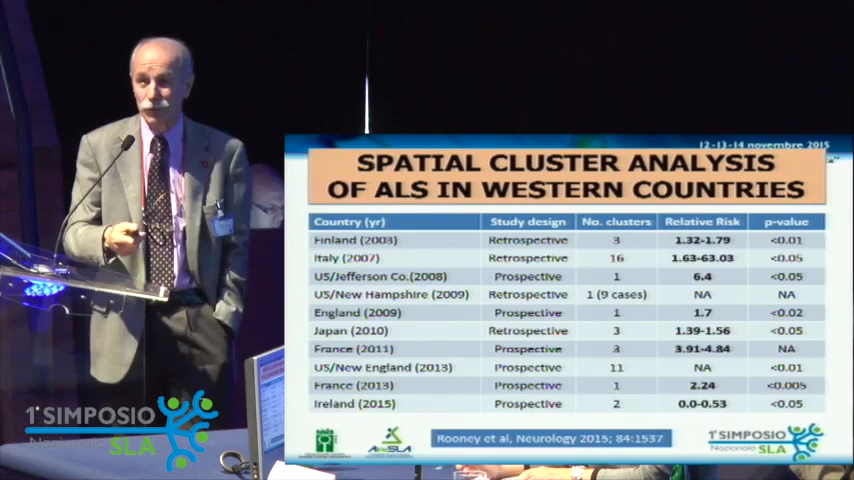 12-13-14 novembre 2015
SPATIAL CLUSTER ANALYSIS
OF ALS IN WESTERN COUNTRIES
Country (yr) Study design No. clusters Relative Risk p-value
Finland (2003) Retrospective 3 1.32-1.79 <0.01
Italy (2007) Retrospective 16 1.63-63.03 <0.05
US/Jefferson Co.(2008) Prospective 1 6.4 <0.05
US/New Hampshire (2009) Retrospective 1 (9 cases) NA NA
England (2009) Prospective 1 1.7 <0.02
Japan (2010) Retrospective 3 1.39-1.56 <0.05
France (2011) Prospective 3 3.91-4.84 NA
US/New England (2013) Prospective 11 NA <0.01
France (2013) Prospective 1 2.24 <0.005
Ireland (2015) Prospective 2 0.0-0.53 <0.05
Rooney et al, Neurology 2015; 84:1537
1° SIMPOSIO
Nazionale SLA
1° SIMPOSIO
Nazionale SLA